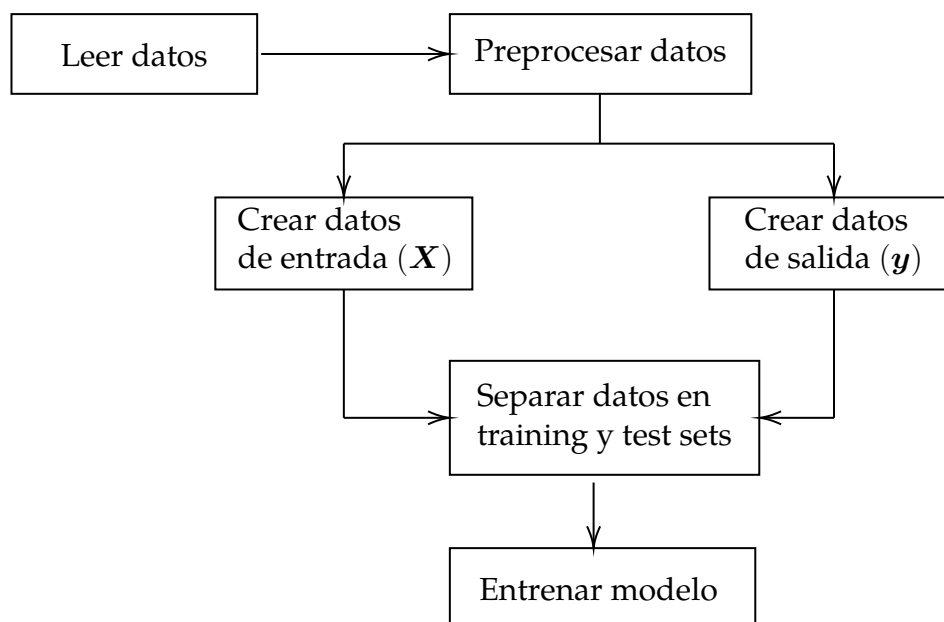 Leer datos
Preprocesar datos
Crear datos
de entrada (X)
Crear datos
de salida (y)
Separar datos en
training y test sets
Entrenar modelo